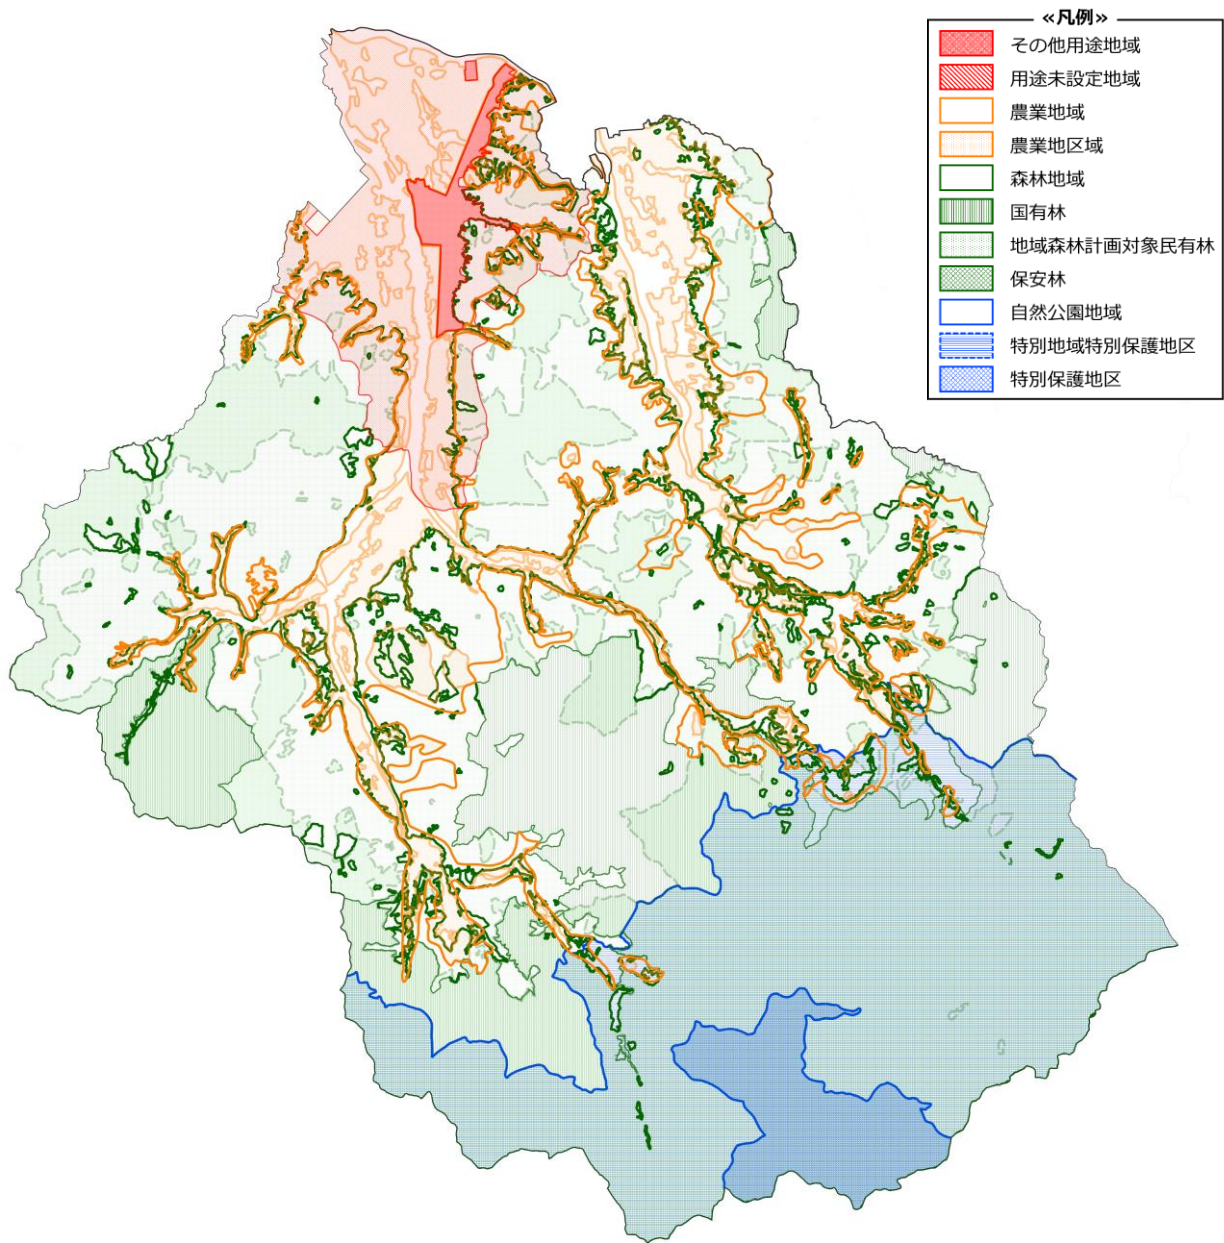 «凡例»
その他用途地域
用途未設定地域
農業地域
農業地区域
森林地域
国有林
地域森林計画対象民有林
保安林
自然公園地域
特別地域特別保護地区
特別保護地区